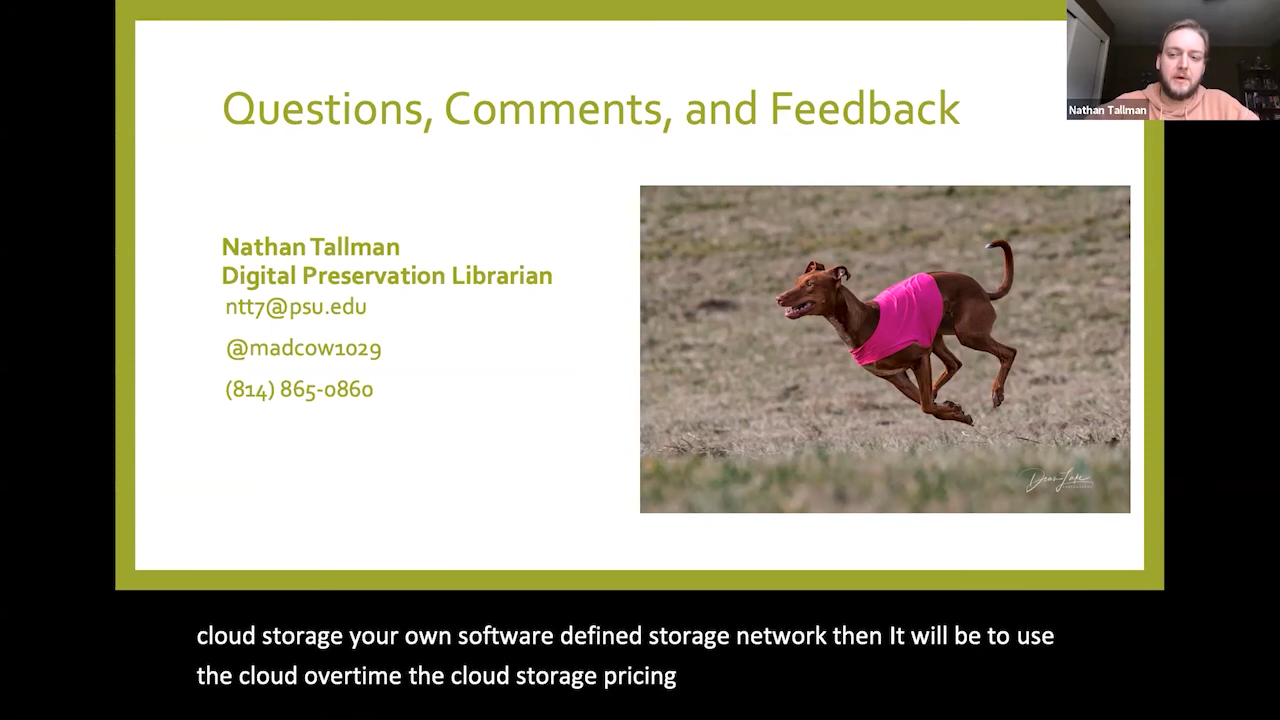 Questions, Comments, and Feedback
Nathan Tallman
Nathan Tallman
Digital Preservation Librarian
ntt7@psu.edu
@madcow1029
(814) 865-0860
cloud storage your own software defined storage network then It will be to use
the cloud overtime the cloud storage pricing